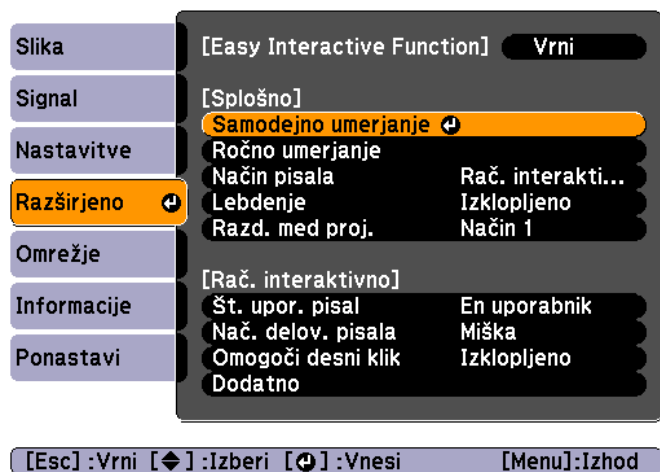 Slika
Signal
Nastavitve
Razširjeno
Omrežje
Informacije
Ponastavi
[Easy Interactive Function] Vrni
[Splošno]
Samodejno umerjanje
Ročno umerjanje
Način pisala Rač. interakti...
Lebdenje Izklopljeno
Razd. med proj. Način 1
[Rač. interaktivno]
Št. upor. pisal En uporabnik
Nač. delov. pisala Miška
Omogoči desni klik Izklopljeno
Dodatno
[Esc] :Vrni [◆] :Izberi [↵] :Vnesi [Menu]:Izhod